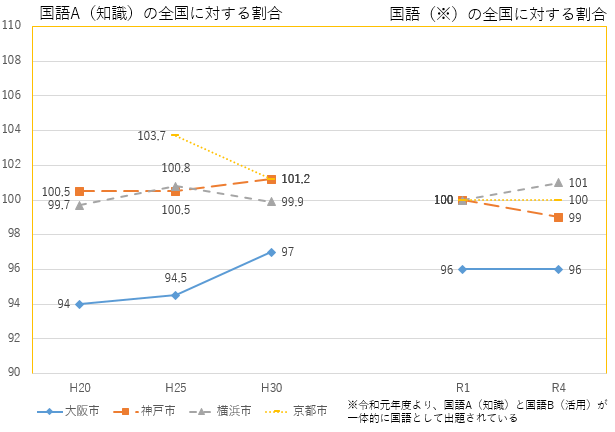 国語A（知識）の全国に対する割合
国語（※）の全国に対する割合
110
108
106
104
102
100
98
96
94
92
90
103.7
100.8
101.2
100.5
99.7
100.5
99.9
97
94.5
94
100
101
100
99
96
96
H20
H25
H30
R1
R4
大阪市
神戸市
横浜市
京都市
※令和元年度より、国語A（知識）と国語B（活用）が
一体的に国語として出題されている